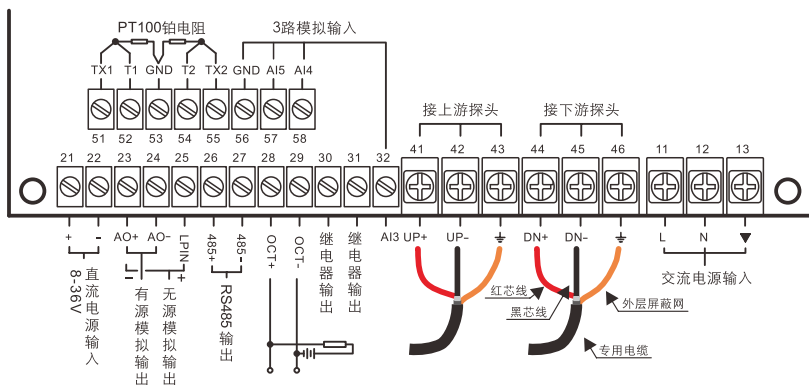 PT100铂电阻
3路模拟输入
TX1 T1 GND T2 TX2 GND AI5 AI4
51 52 53 54 55 56 57 58
接上游探头
接下游探头
21 22 23 24 25 26 27 28 29 30 31 32
41 42 43 44 45 46 11 12 13
+ - AO+ AO- LPIN 485+ 485- OCT+ OCT- 继电器输出 继电器输出 AI3 UP+ UP- DN+ DN- L N
8-36V
直流电源输入
- +
有源模拟输出
无源模拟输出
RS485输出
交流电源输入
红芯线
黑芯线
外层屏蔽网
专用电缆